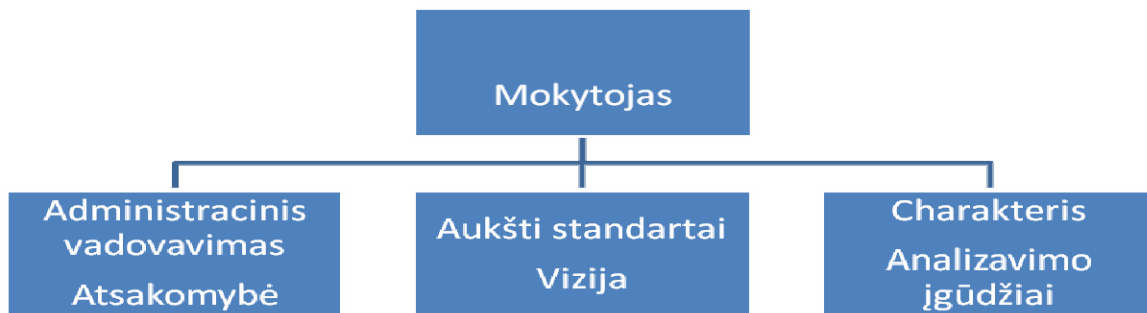 Mokytojas
Administracinis
vadovavimas
Atsakomybė
Aukšti standartai
Vizija
Charakteris
Analizavimo
įgūdžiai